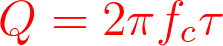 Q = 2πf_cτ